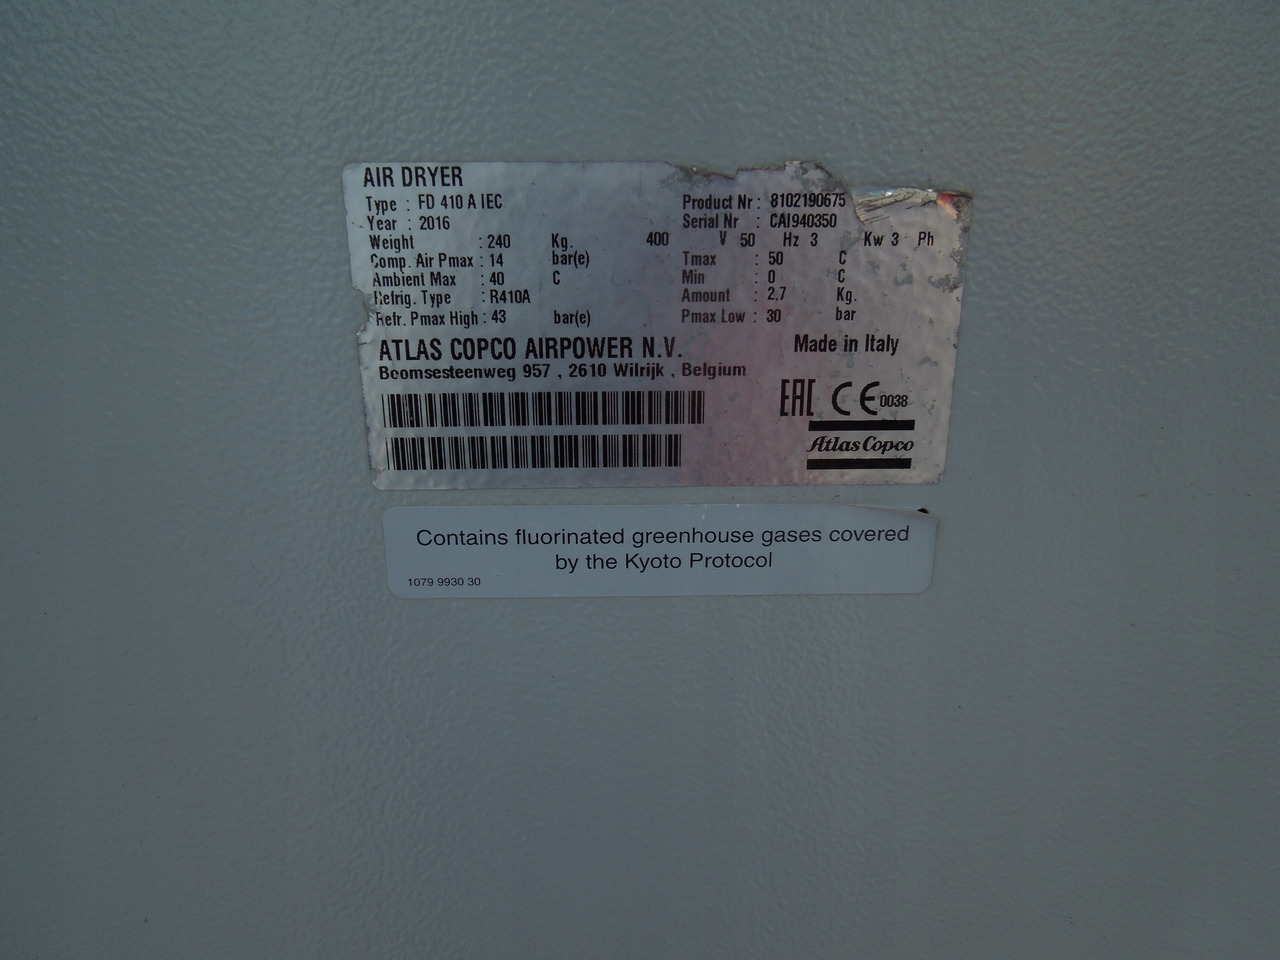 AIR DRYER
Type : FD 410 A IEC Product Nr : 8102190675
Year : 2016 Serial Nr : CAI940350
Weight : 240 Kg. 400 V 50 Hz 3 Kw 3 Ph
Comp. Air Pmax : 14 bar(e) Tmax : 50 C
Ambient Max : 40 C Min : 0 C
Refrig. Type : R410A Amount : 2.7 Kg.
Refr. Pmax High : 43 bar(e) Pmax Low : 30 bar
ATLAS COPCO AIRPOWER N.V. Made in Italy
Boomsesteenweg 957 , 2610 Wilrijk , Belgium
EAC CE 0038
Atlas Copco
Contains fluorinated greenhouse gases covered
by the Kyoto Protocol
1079 9930 30